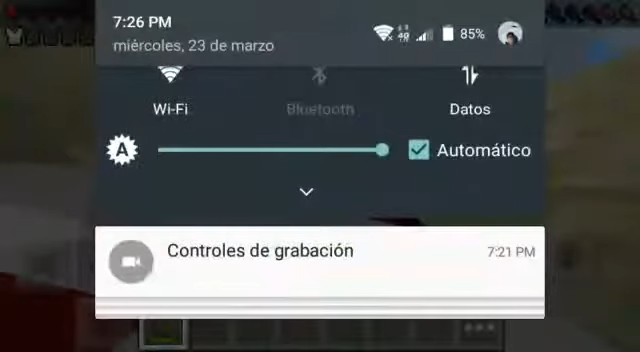 7:26 PM
miércoles, 23 de marzo
4G
85%
Wi-Fi
Bluetooth
Datos
A
Automático
Controles de grabación
7:21 PM